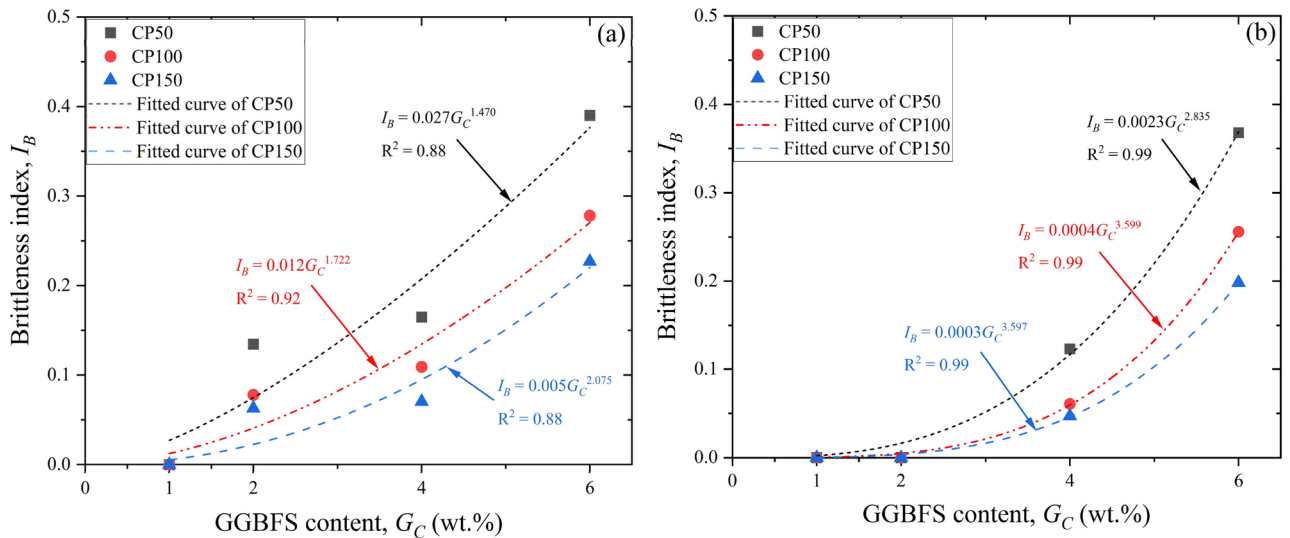 (a)
CP50
CP100
CP150
Fitted curve of CP50
Fitted curve of CP100
Fitted curve of CP150
I_B = 0.027G_C^1.470
R² = 0.88
I_B = 0.012G_C^1.722
R² = 0.92
I_B = 0.005G_C^2.075
R² = 0.88
Brittleness index, I_B
0.5
0.4
0.3
0.2
0.1
0.0
0 1 2 4 6
GGBFS content, G_C (wt.%)
(b)
CP50
CP100
CP150
Fitted curve of CP50
Fitted curve of CP100
Fitted curve of CP150
I_B = 0.0023G_C^2.835
R² = 0.99
I_B = 0.0004G_C^3.599
R² = 0.99
I_B = 0.0003G_C^3.597
R² = 0.99
Brittleness index, I_B
0.5
0.4
0.3
0.2
0.1
0.0
0 1 2 4 6
GGBFS content, G_C (wt.%)